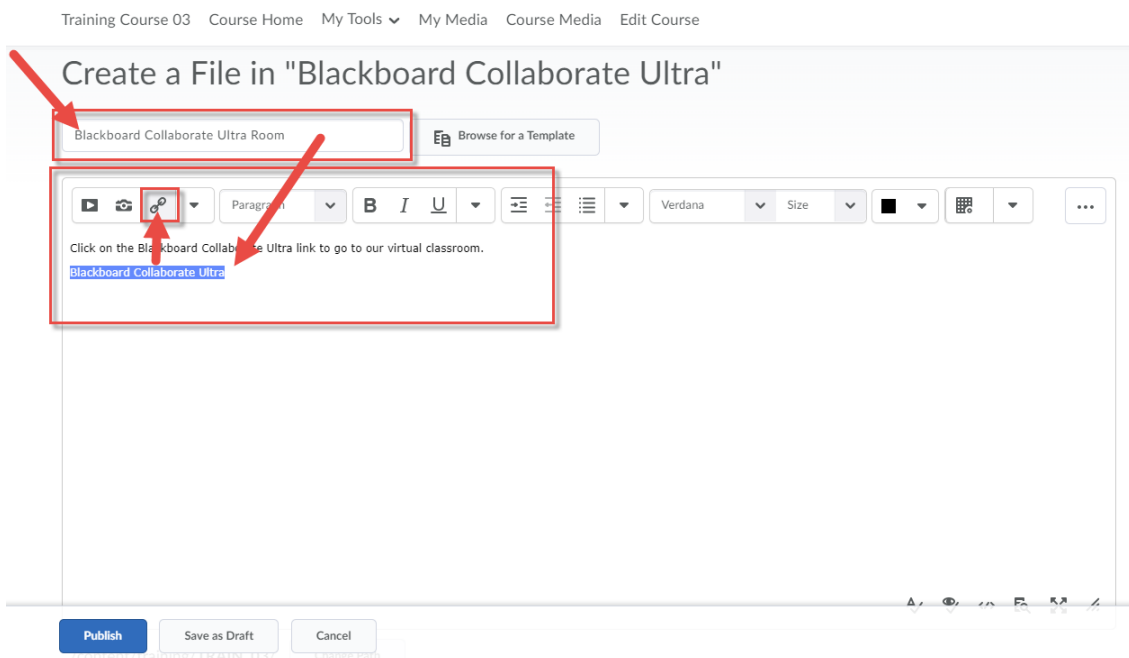 Training Course 03 Course Home My Tools My Media Course Media Edit Course
Create a File in "Blackboard Collaborate Ultra"
Blackboard Collaborate Ultra Room Browse for a Template
Paragraph B I U Verdana Size
Click on the Blackboard Collaborate Ultra link to go to our virtual classroom.
Blackboard Collaborate Ultra
Publish Save as Draft Cancel